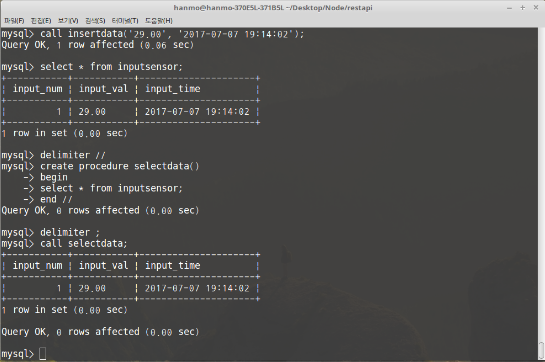 hanmo@hanmo-370E5L-371B5L ~/Desktop/Node/restapi
파일(F) 편집(E) 보기(V) 검색(S) 터미널(T) 도움말(H)
mysql> call insertdata('29.00', '2017-07-07 19:14:02');
Query OK, 1 row affected (0.06 sec)

mysql> select * from inputsensor;
+-----------+-----------+---------------------+
| input_num | input_val | input_time          |
+-----------+-----------+---------------------+
|         1 | 29.00     | 2017-07-07 19:14:02 |
+-----------+-----------+---------------------+
1 row in set (0.00 sec)

mysql> delimiter //
mysql> create procedure selectdata()
    -> begin
    -> select * from inputsensor;
    -> end //
Query OK, 0 rows affected (0.00 sec)

mysql> delimiter ;
mysql> call selectdata;
+-----------+-----------+---------------------+
| input_num | input_val | input_time          |
+-----------+-----------+---------------------+
|         1 | 29.00     | 2017-07-07 19:14:02 |
+-----------+-----------+---------------------+
1 row in set (0.00 sec)

Query OK, 0 rows affected (0.00 sec)

mysql>